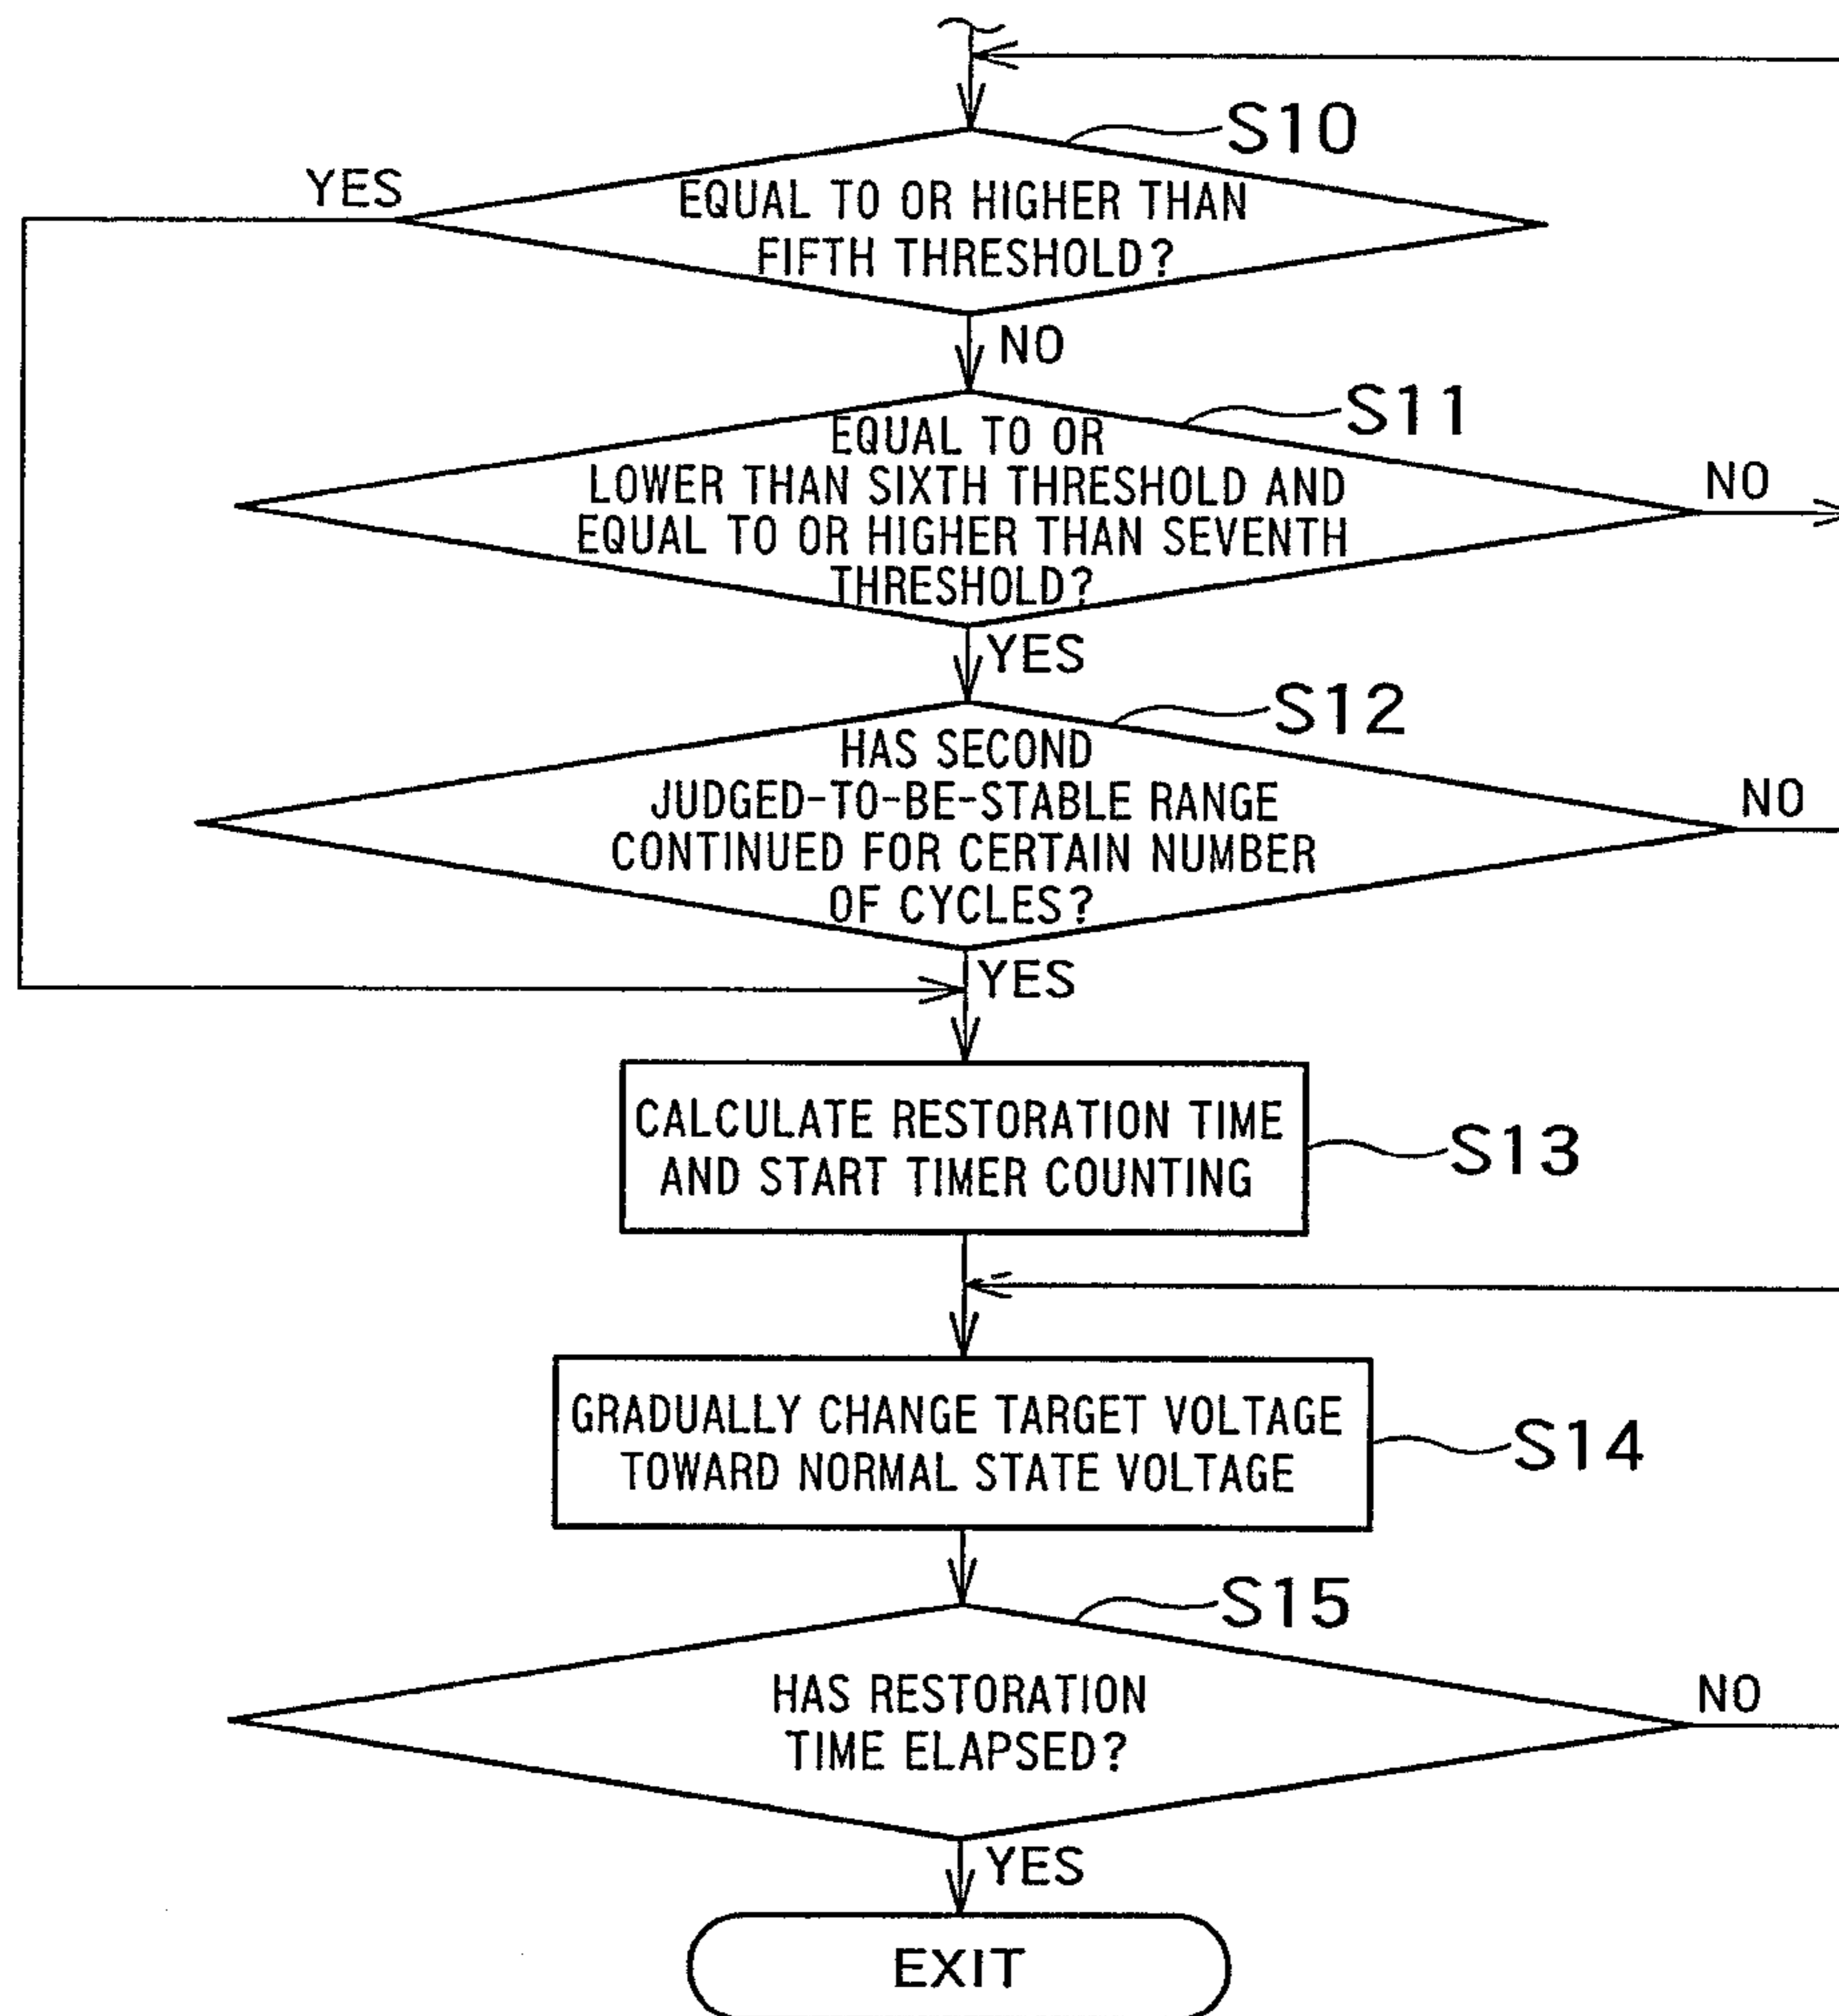 S10
YES
EQUAL TO OR HIGHER THAN
FIFTH THRESHOLD?
NO
S11
EQUAL TO OR
LOWER THAN SIXTH THRESHOLD AND
EQUAL TO OR HIGHER THAN SEVENTH
THRESHOLD?
NO
YES
S12
HAS SECOND
JUDGED-TO-BE-STABLE RANGE
CONTINUED FOR CERTAIN NUMBER
OF CYCLES?
NO
YES
CALCULATE RESTORATION TIME
AND START TIMER COUNTING
S13
GRADUALLY CHANGE TARGET VOLTAGE
TOWARD NORMAL STATE VOLTAGE
S14
S15
HAS RESTORATION
TIME ELAPSED?
NO
YES
EXIT